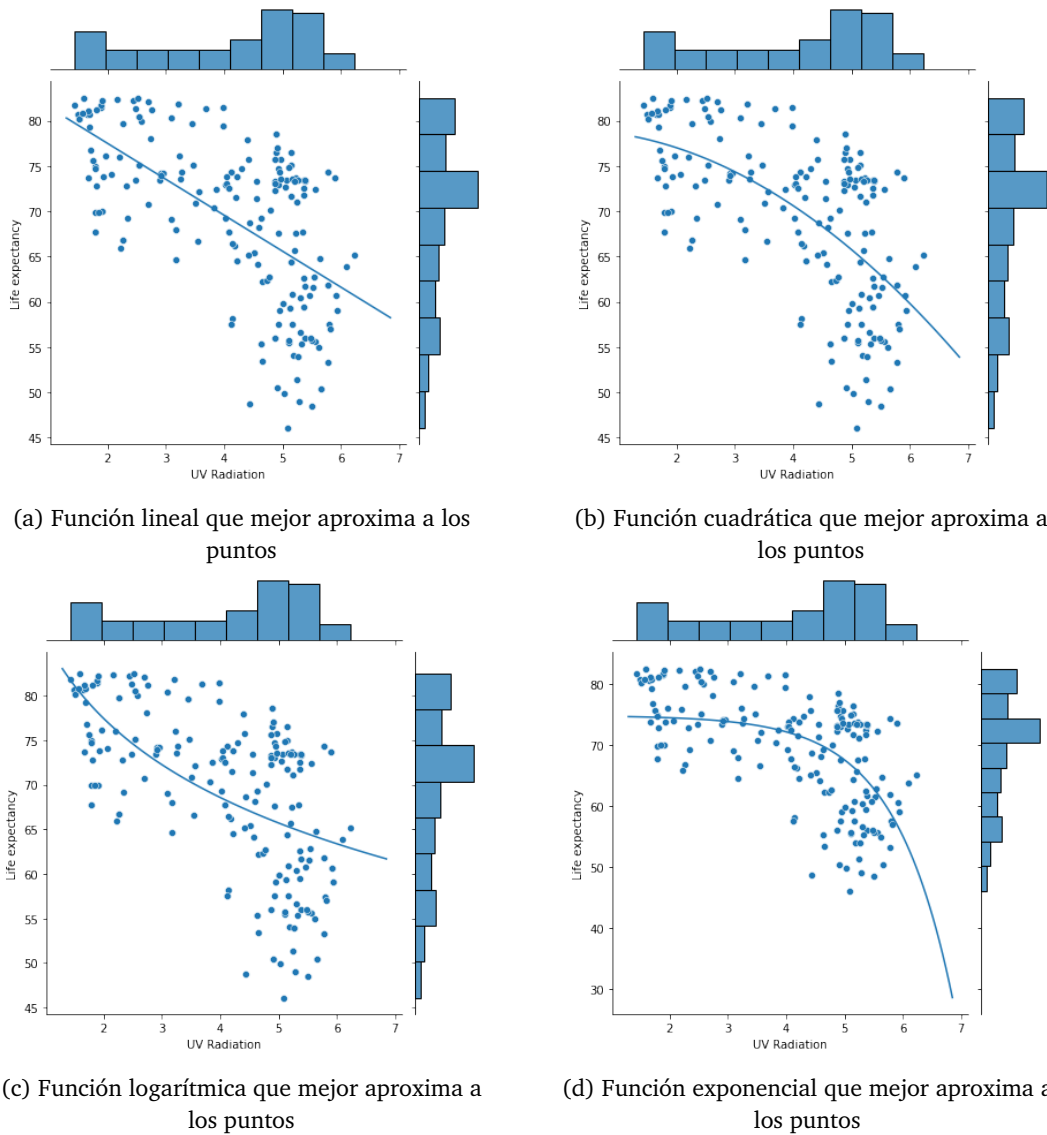 80
75
70
65
60
55
50
45
Life expectancy
2 3 4 5 6 7
UV Radiation
(a) Función lineal que mejor aproxima a los
puntos
80
75
70
65
60
55
50
45
Life expectancy
2 3 4 5 6 7
UV Radiation
(b) Función cuadrática que mejor aproxima a
los puntos
80
75
70
65
60
55
50
45
Life expectancy
2 3 4 5 6 7
UV Radiation
(c) Función logarítmica que mejor aproxima a
los puntos
80
70
60
50
40
30
Life expectancy
2 3 4 5 6 7
UV Radiation
(d) Función exponencial que mejor aproxima a
los puntos